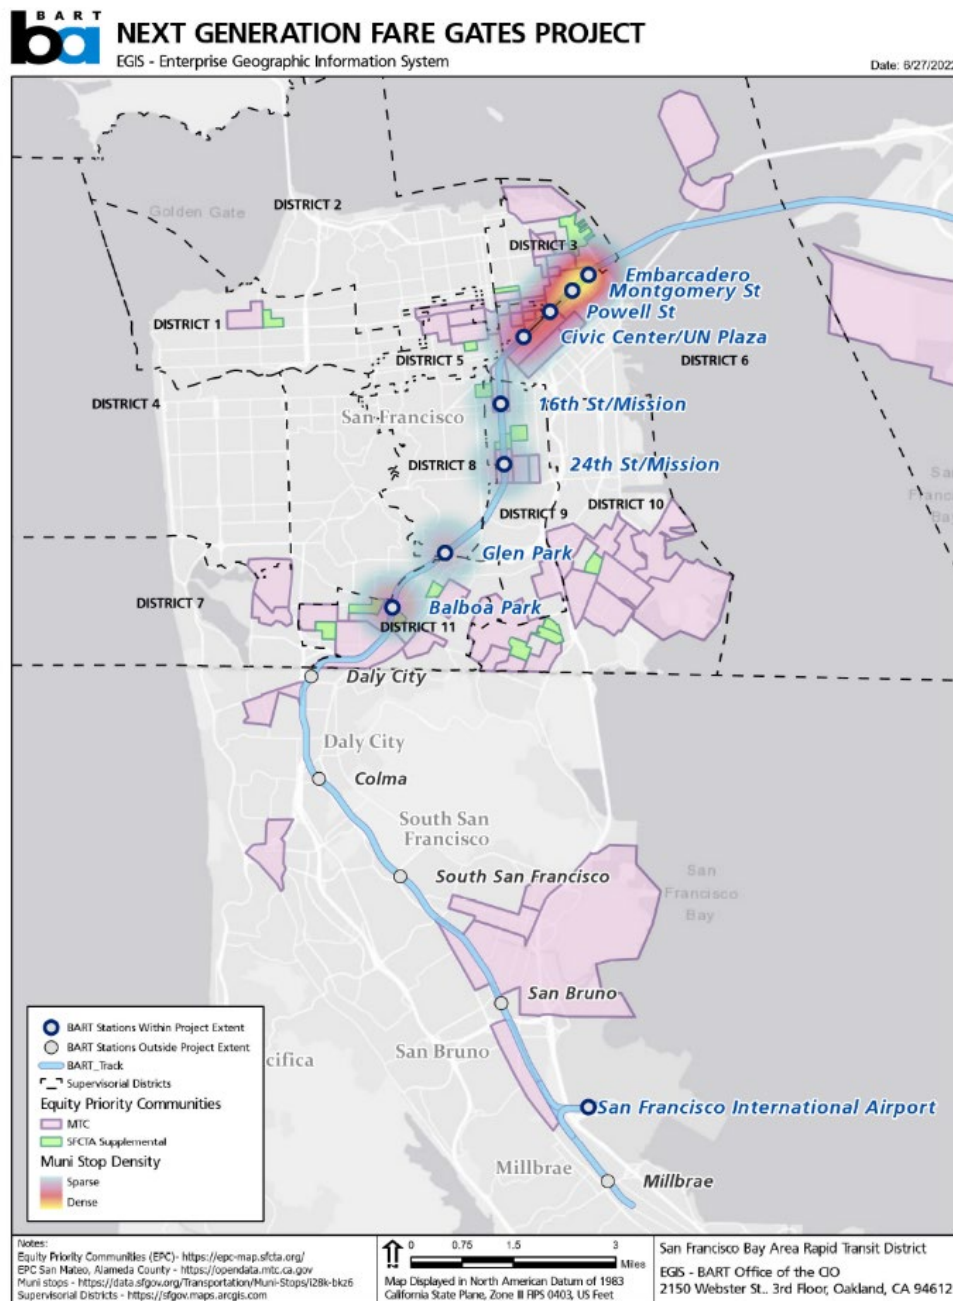 BART
ba
NEXT GENERATION FARE GATES PROJECT
EGIS - Enterprise Geographic Information System
Date: 6/27/2022
Golden Gate
DISTRICT 2
DISTRICT 3
Embarcadero
Montgomery St
Powell St
DISTRICT 1
Civic Center/UN Plaza
DISTRICT 5
DISTRICT 6
DISTRICT 4
San Francisco
16th St/Mission
DISTRICT 8
24th St/Mission
San
Franc
Bay
DISTRICT 9
DISTRICT 10
Glen Park
DISTRICT 7
Balboa Park
DISTRICT 11
Daly City
Daly City
Colma
South San
Francisco
South San Francisco
San
Francisco
Bay
San Bruno
San Bruno
cifica
San Francisco International Airport
Millbrae
Millbrae
BART Stations Within Project Extent
BART Stations Outside Project Extent
BART_Track
Supervisorial Districts
Equity Priority Communities
MTC
SFCTA Supplemental
Muni Stop Density
Sparse
Dense
Notes:
Equity Priority Communities (EPC)- https://epc-map.sfcta.org/
EPC San Mateo, Alameda County - https://opendata.mtc.ca.gov
Muni stops - https://data.sfgov.org/Transportation/Muni-Stops/i28k-bkz6
Supervisorial Districts - https://sfgov.maps.arcgis.com
0 0.75 1.5 3
Miles
Map Displayed in North American Datum of 1983
California State Plane, Zone III FIPS 0403, US Feet
San Francisco Bay Area Rapid Transit District
EGIS - BART Office of the CIO
2150 Webster St.. 3rd Floor, Oakland, CA 94612